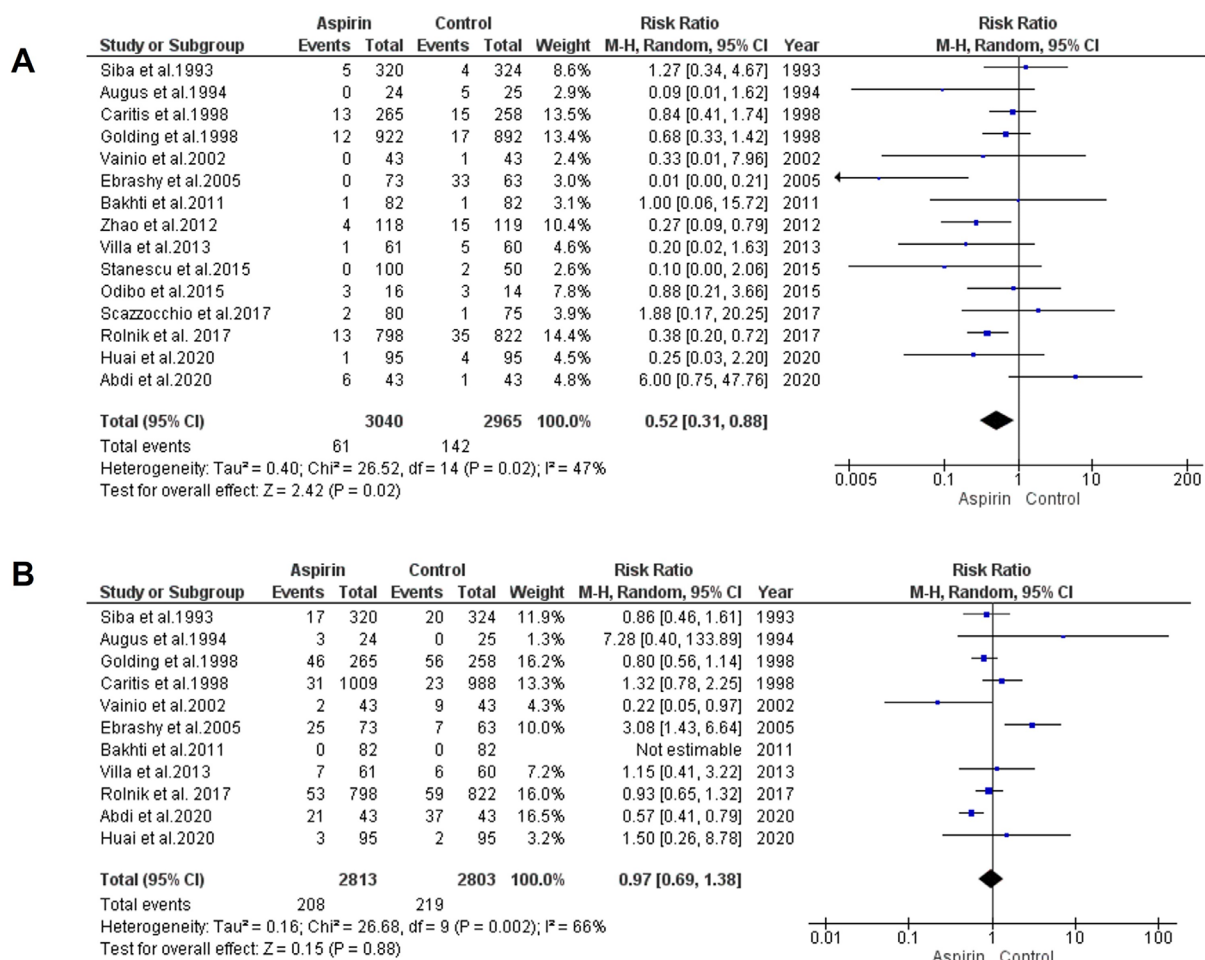 A
Aspirin Control Risk Ratio Risk Ratio
Study or Subgroup Events Total Events Total Weight M-H, Random, 95% CI Year M-H, Random, 95% CI
Siba et al.1993 5 320 4 324 8.6% 1.27 [0.34, 4.67] 1993
Augus et al.1994 0 24 5 25 2.9% 0.09 [0.01, 1.62] 1994
Caritis et al.1998 13 265 15 258 13.5% 0.84 [0.41, 1.74] 1998
Golding et al.1998 12 922 17 892 13.4% 0.68 [0.33, 1.42] 1998
Vainio et al.2002 0 43 1 43 2.4% 0.33 [0.01, 7.96] 2002
Ebrashy et al.2005 0 73 33 63 3.0% 0.01 [0.00, 0.21] 2005
Bakhti et al.2011 1 82 1 82 3.1% 1.00 [0.06, 15.72] 2011
Zhao et al.2012 4 118 15 119 10.4% 0.27 [0.09, 0.79] 2012
Villa et al.2013 1 61 5 60 4.6% 0.20 [0.02, 1.63] 2013
Stanescu et al.2015 0 100 2 50 2.6% 0.10 [0.00, 2.06] 2015
Odibo et al.2015 3 16 3 14 7.8% 0.88 [0.21, 3.66] 2015
Scazzocchio et al.2017 2 80 1 75 3.9% 1.88 [0.17, 20.25] 2017
Rolnik et al. 2017 13 798 35 822 14.4% 0.38 [0.20, 0.72] 2017
Huai et al.2020 1 95 4 95 4.5% 0.25 [0.03, 2.20] 2020
Abdi et al.2020 6 43 1 43 4.8% 6.00 [0.75, 47.76] 2020
Total (95% CI) 3040 2965 100.0% 0.52 [0.31, 0.88]
Total events 61 142
Heterogeneity: Tau² = 0.40; Chi² = 26.52, df = 14 (P = 0.02); I² = 47%
Test for overall effect: Z = 2.42 (P = 0.02)
0.005 0.1 1 10 200
Aspirin Control
B
Aspirin Control Risk Ratio Risk Ratio
Study or Subgroup Events Total Events Total Weight M-H, Random, 95% CI Year M-H, Random, 95% CI
Siba et al.1993 17 320 20 324 11.9% 0.86 [0.46, 1.61] 1993
Augus et al.1994 3 24 0 25 1.3% 7.28 [0.40, 133.89] 1994
Golding et al.1998 46 265 56 258 16.2% 0.80 [0.56, 1.14] 1998
Caritis et al.1998 31 1009 23 988 13.3% 1.32 [0.78, 2.25] 1998
Vainio et al.2002 2 43 9 43 4.3% 0.22 [0.05, 0.97] 2002
Ebrashy et al.2005 25 73 7 63 10.0% 3.08 [1.43, 6.64] 2005
Bakhti et al.2011 0 82 0 82 Not estimable 2011
Villa et al.2013 7 61 6 60 7.2% 1.15 [0.41, 3.22] 2013
Rolnik et al. 2017 53 798 59 822 16.0% 0.93 [0.65, 1.32] 2017
Abdi et al.2020 21 43 37 43 16.5% 0.57 [0.41, 0.79] 2020
Huai et al.2020 3 95 2 95 3.2% 1.50 [0.26, 8.78] 2020
Total (95% CI) 2813 2803 100.0% 0.97 [0.69, 1.38]
Total events 208 219
Heterogeneity: Tau² = 0.16; Chi² = 26.68, df = 9 (P = 0.002); I² = 66%
Test for overall effect: Z = 0.15 (P = 0.88)
0.01 0.1 1 10 100
Aspirin Control